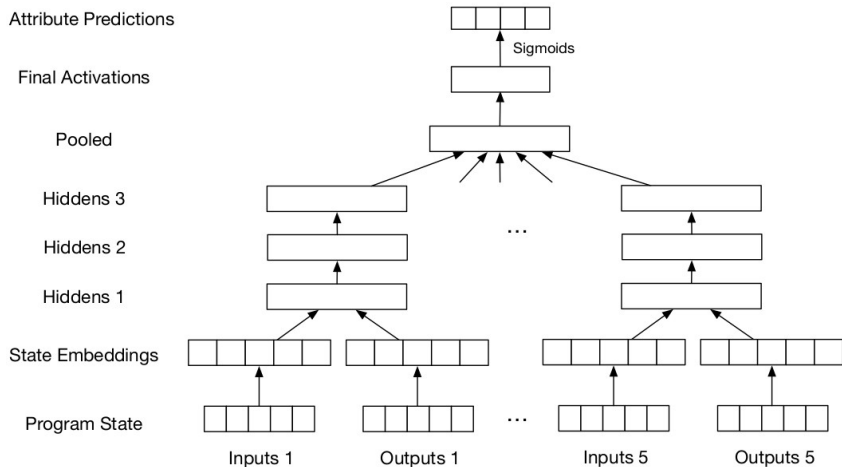 Attribute Predictions
Sigmoids
Final Activations
Pooled
Hiddens 3
Hiddens 2
...
Hiddens 1
State Embeddings
Program State
...
Inputs 1
Outputs 1
Inputs 5
Outputs 5